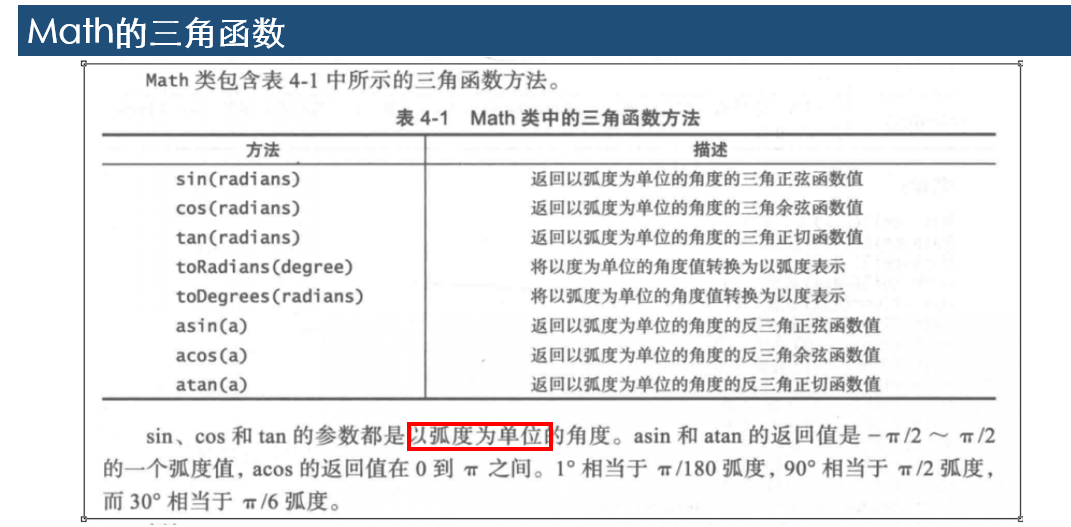 Math的三角函数
Math 类包含表 4-1 中所示的三角函数方法。
表 4-1 Math 类中的三角函数方法
方法 描述
sin(radians) 返回以弧度为单位的角度的三角正弦函数值
cos(radians) 返回以弧度为单位的角度的三角余弦函数值
tan(radians) 返回以弧度为单位的角度的三角正切函数值
toRadians(degree) 将以度为单位的角度值转换为以弧度表示
toDegrees(radians) 将以弧度为单位的角度值转换为以度表示
asin(a) 返回以弧度为单位的角度的反三角正弦函数值
acos(a) 返回以弧度为单位的角度的反三角余弦函数值
atan(a) 返回以弧度为单位的角度的反三角正切函数值
sin、cos 和 tan 的参数都是以弧度为单位的角度。asin 和 atan 的返回值是 −π/2 ~ π/2
的一个弧度值，acos 的返回值在 0 到 π 之间。1° 相当于 π/180 弧度，90° 相当于 π/2 弧度，
而 30° 相当于 π/6 弧度。